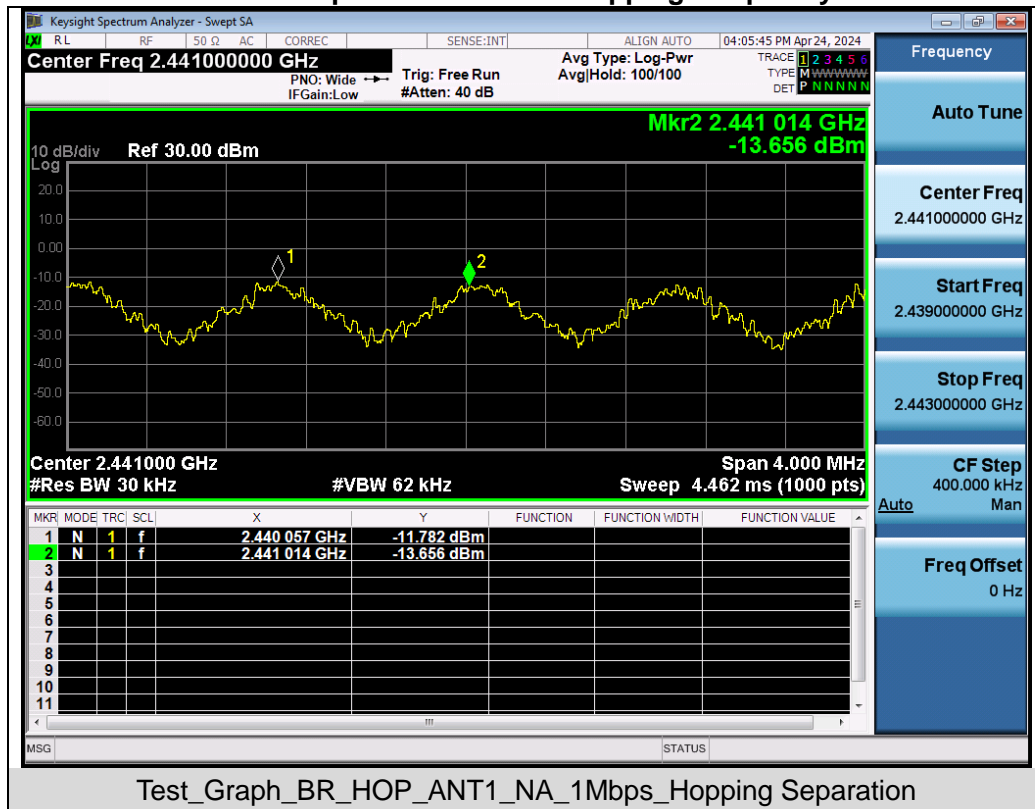 Keysight Spectrum Analyzer - Swept SA
LXI RL RF 50 Ω AC CORREC SENSE:INT ALIGN AUTO 04:05:45 PM Apr 24, 2024
Center Freq 2.441000000 GHz
PNO: Wide
IFGain:Low
Trig: Free Run
#Atten: 40 dB
Avg Type: Log-Pwr
Avg|Hold: 100/100
TRACE 1 2 3 4 5 6
TYPE M WWWWW
DET P N N N N N
Mkr2 2.441 014 GHz
-13.656 dBm
10 dB/div Ref 30.00 dBm
Log
20.0
10.0
0.00
-10.0
-20.0
-30.0
-40.0
-50.0
-60.0
1
2
Center 2.441000 GHz Span 4.000 MHz
#Res BW 30 kHz #VBW 62 kHz Sweep 4.462 ms (1000 pts)
MKR MODE TRC SCL X Y FUNCTION FUNCTION WIDTH FUNCTION VALUE
1 N 1 f 2.440 057 GHz -11.782 dBm
2 N 1 f 2.441 014 GHz -13.656 dBm
3
4
5
6
7
8
9
10
11
MSG STATUS
Frequency
Auto Tune
Center Freq
2.441000000 GHz
Start Freq
2.439000000 GHz
Stop Freq
2.443000000 GHz
CF Step
400.000 kHz
Auto Man
Freq Offset
0 Hz
Test_Graph_BR_HOP_ANT1_NA_1Mbps_Hopping Separation